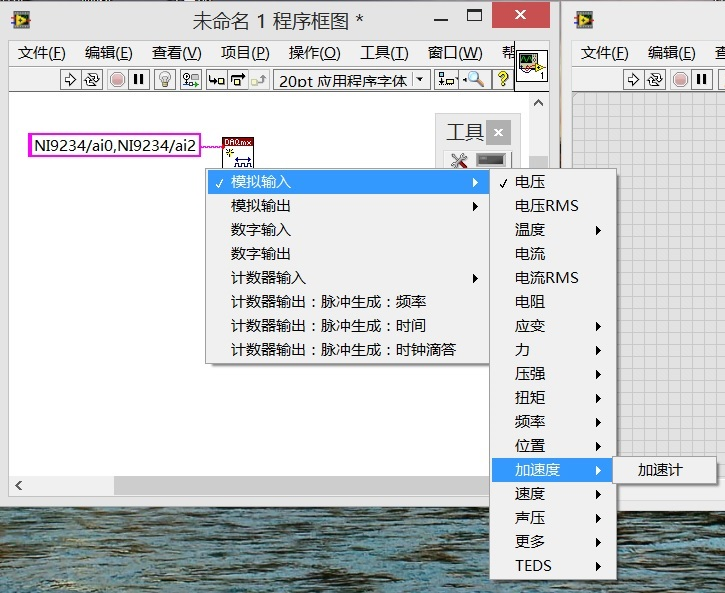 未命名 1 程序框图 *
文件(F) 编辑(E) 查看(V) 项目(P) 操作(O) 工具(T) 窗口(W) 帮
文件(F) 编辑(E) 查
20pt 应用程序字体
1
工具
NI9234/ai0,NI9234/ai2
DAQmx
模拟输入
模拟输出
数字输入
数字输出
计数器输入
计数器输出：脉冲生成：频率
计数器输出：脉冲生成：时间
计数器输出：脉冲生成：时钟滴答
电压
电压RMS
温度
电流
电流RMS
电阻
应变
力
压强
扭矩
频率
位置
加速度
速度
声压
更多
TEDS
加速计